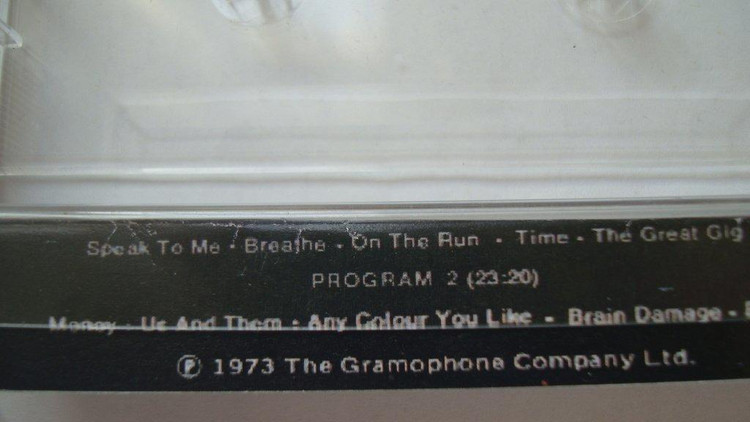 Speak To Me • Breathe • On The Run • Time • The Great Gig
PROGRAM 2 (23:20)
Money • Us And Them • Any Colour You Like • Brain Damage •
Ⓟ 1973 The Gramophone Company Ltd.